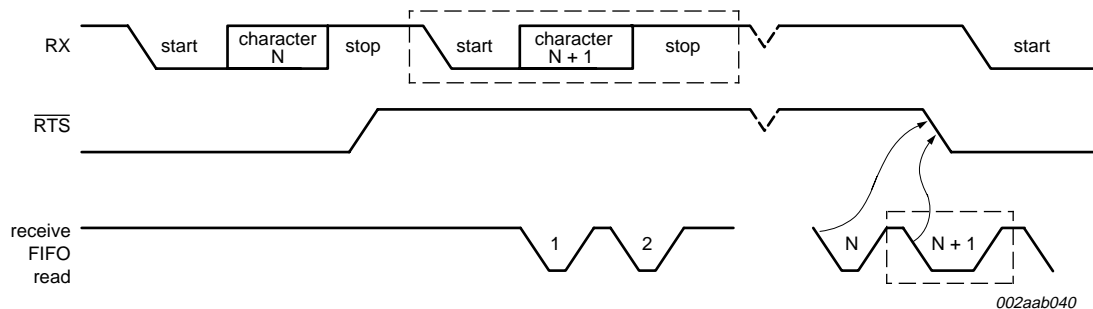 RX
start
character
N
stop
start
character
N + 1
stop
start
RTS
receive
FIFO
read
1
2
N
N + 1
002aab040